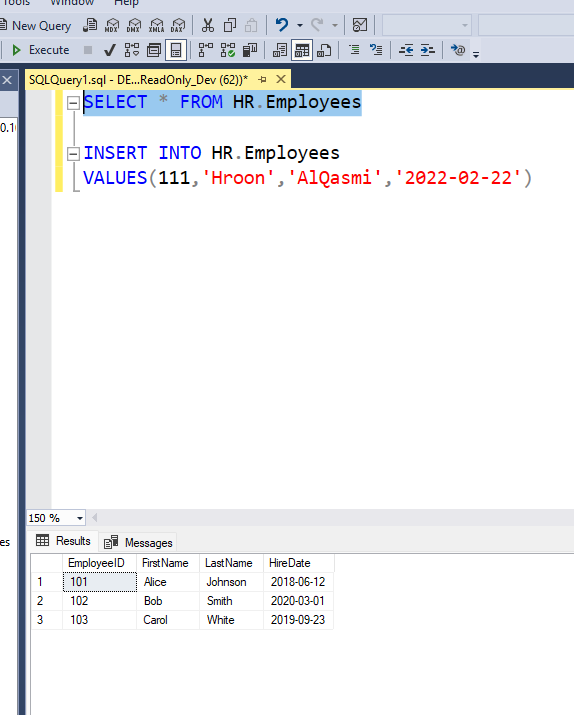 Tools Window Help
New Query MDX DMX XMLA DAX
Execute
SQLQuery1.sql - DE...ReadOnly_Dev (62))*
SELECT * FROM HR.Employees
INSERT INTO HR.Employees
VALUES(111,'Hroon','AlQasmi','2022-02-22')
150 %
Results Messages
EmployeeID FirstName LastName HireDate
1 101 Alice Johnson 2018-06-12
2 102 Bob Smith 2020-03-01
3 103 Carol White 2019-09-23